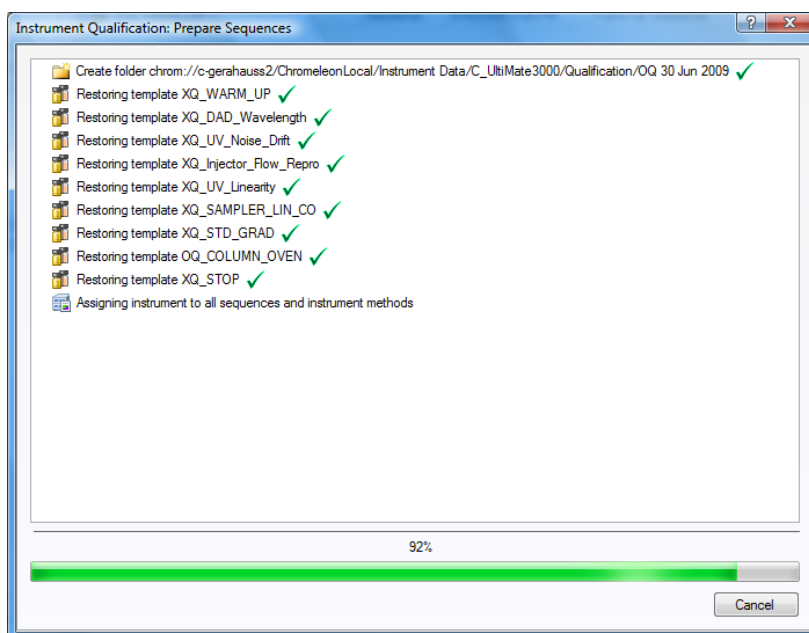 Instrument Qualification: Prepare Sequences
?
Create folder chrom://c-gerahauss2/ChromeleonLocal/Instrument Data/C_UltiMate3000/Qualification/OQ 30 Jun 2009
Restoring template XQ_WARM_UP
Restoring template XQ_DAD_Wavelength
Restoring template XQ_UV_Noise_Drift
Restoring template XQ_Injector_Flow_Repro
Restoring template XQ_UV_Linearity
Restoring template XQ_SAMPLER_LIN_CO
Restoring template XQ_STD_GRAD
Restoring template OQ_COLUMN_OVEN
Restoring template XQ_STOP
Assigning instrument to all sequences and instrument methods
92%
Cancel